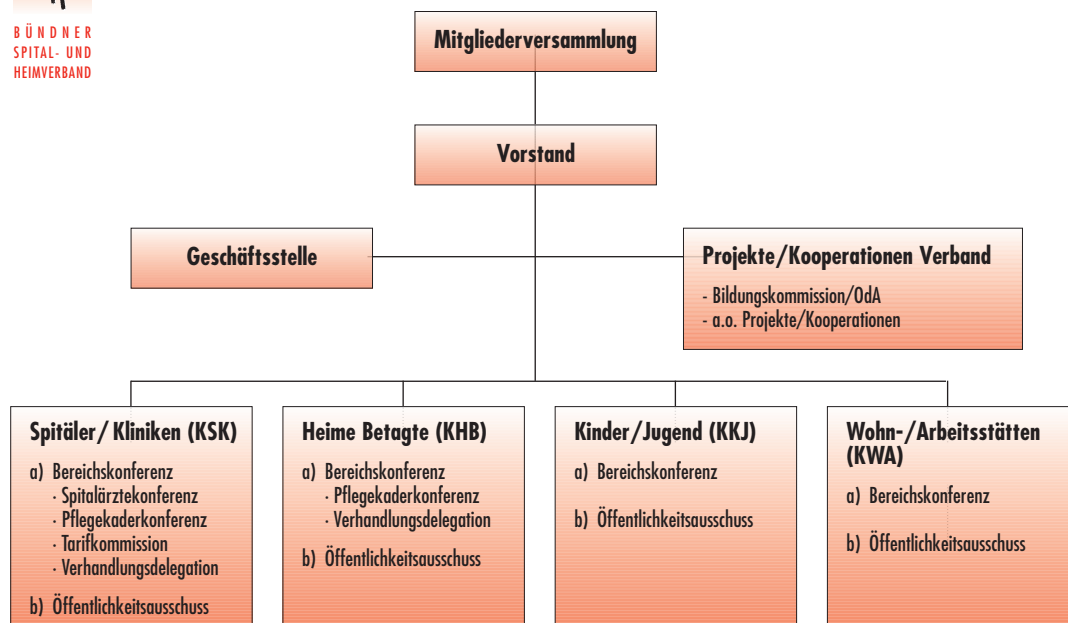 BÜNDNER
SPITAL- UND
HEIMVERBAND
Mitgliederversammlung
Vorstand
Geschäftsstelle
Projekte/Kooperationen Verband
- Bildungskommission/OdA
- a.o. Projekte/Kooperationen
Spitäler/Kliniken (KSK)
a) Bereichskonferenz
· Spitalärztekonferenz
· Pflegekaderkonferenz
· Tarifkommission
· Verhandlungsdelegation
b) Öffentlichkeitsausschuss
Heime Betagte (KHB)
a) Bereichskonferenz
· Pflegekaderkonferenz
· Verhandlungsdelegation
b) Öffentlichkeitsausschuss
Kinder/Jugend (KKJ)
a) Bereichskonferenz
b) Öffentlichkeitsausschuss
Wohn-/Arbeitsstätten
(KWA)
a) Bereichskonferenz
b) Öffentlichkeitsausschuss